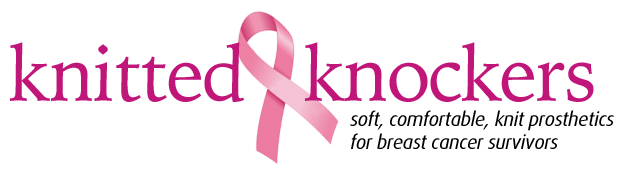 knitted knockers
soft, comfortable, knit prosthetics
for breast cancer survivors